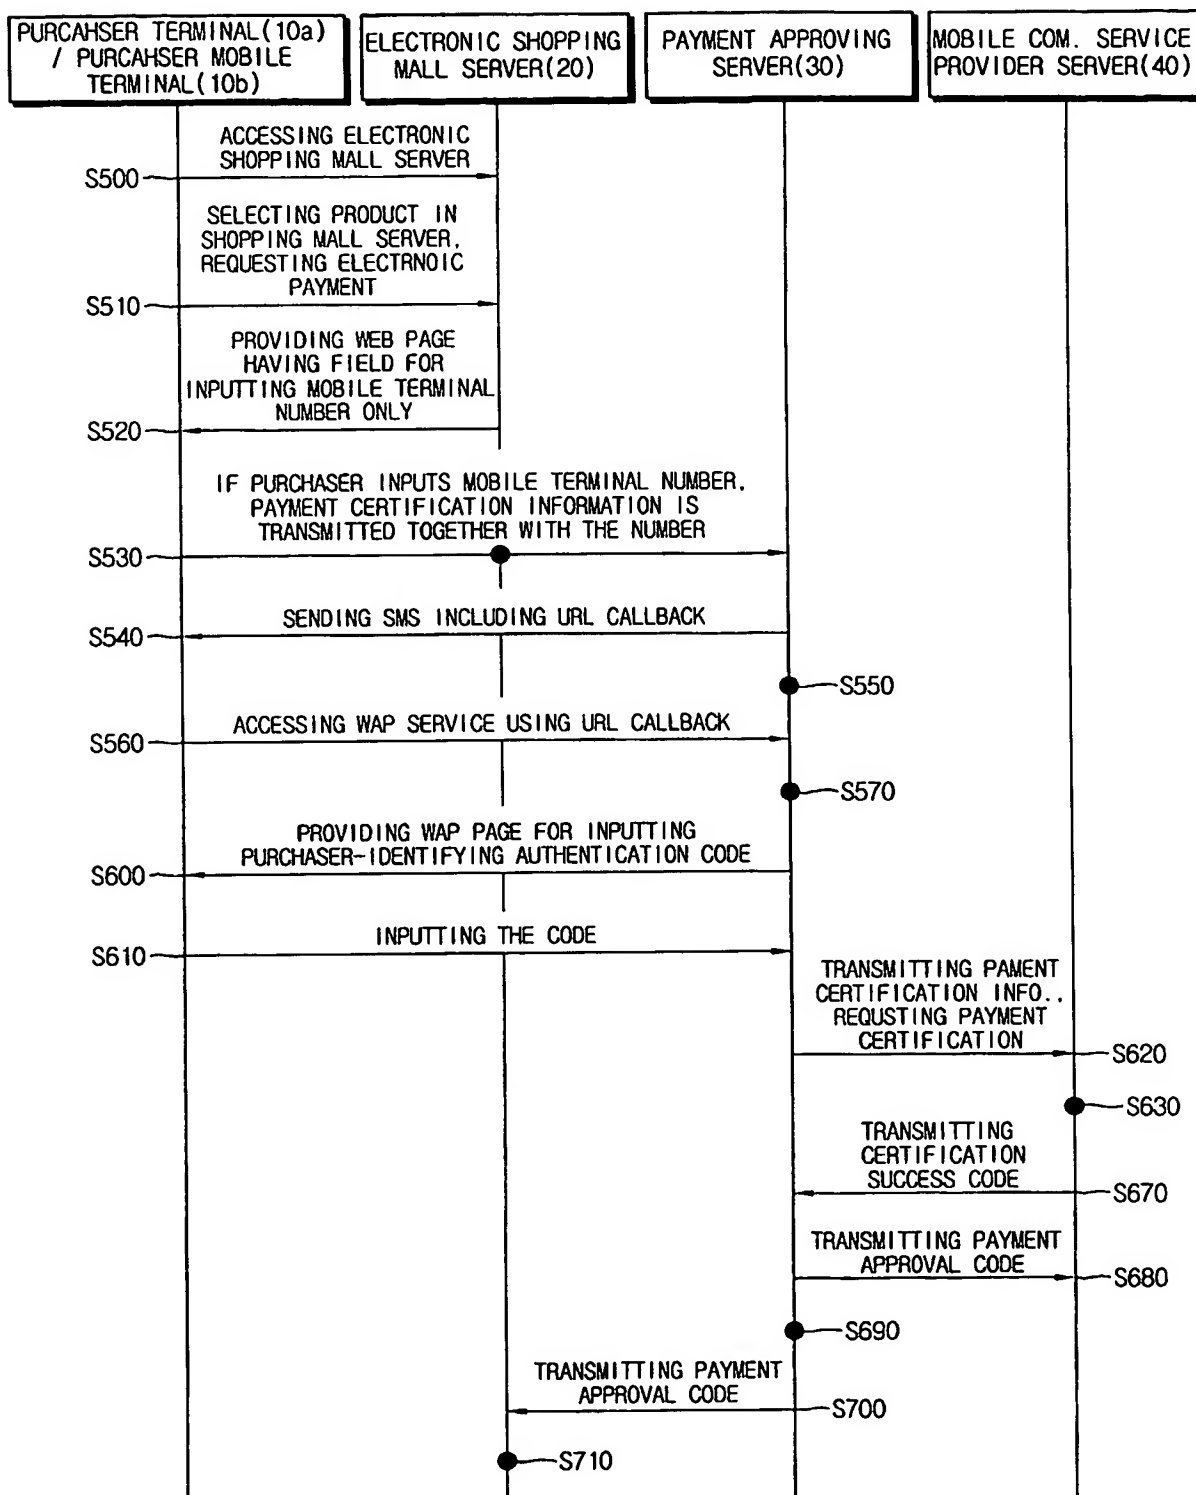 PURCAHSER TERMINAL(10a)
/ PURCAHSER MOBILE
TERMINAL(10b)
ELECTRONIC SHOPPING
MALL SERVER(20)
PAYMENT APPROVING
SERVER(30)
MOBILE COM. SERVICE
PROVIDER SERVER(40)
ACCESSING ELECTRONIC
SHOPPING MALL SERVER
S500
SELECTING PRODUCT IN
SHOPPING MALL SERVER,
REQUESTING ELECTRNOIC
PAYMENT
S510
PROVIDING WEB PAGE
HAVING FIELD FOR
INPUTTING MOBILE TERMINAL
NUMBER ONLY
S520
IF PURCHASER INPUTS MOBILE TERMINAL NUMBER,
PAYMENT CERTIFICATION INFORMATION IS
TRANSMITTED TOGETHER WITH THE NUMBER
S530
SENDING SMS INCLUDING URL CALLBACK
S540
S550
ACCESSING WAP SERVICE USING URL CALLBACK
S560
S570
PROVIDING WAP PAGE FOR INPUTTING
PURCHASER-IDENTIFYING AUTHENTICATION CODE
S600
INPUTTING THE CODE
S610
TRANSMITTING PAMENT
CERTIFICATION INFO.,
REQUSTING PAYMENT
CERTIFICATION
S620
S630
TRANSMITTING
CERTIFICATION
SUCCESS CODE
S670
TRANSMITTING PAYMENT
APPROVAL CODE
S680
S690
TRANSMITTING PAYMENT
APPROVAL CODE
S700
S710